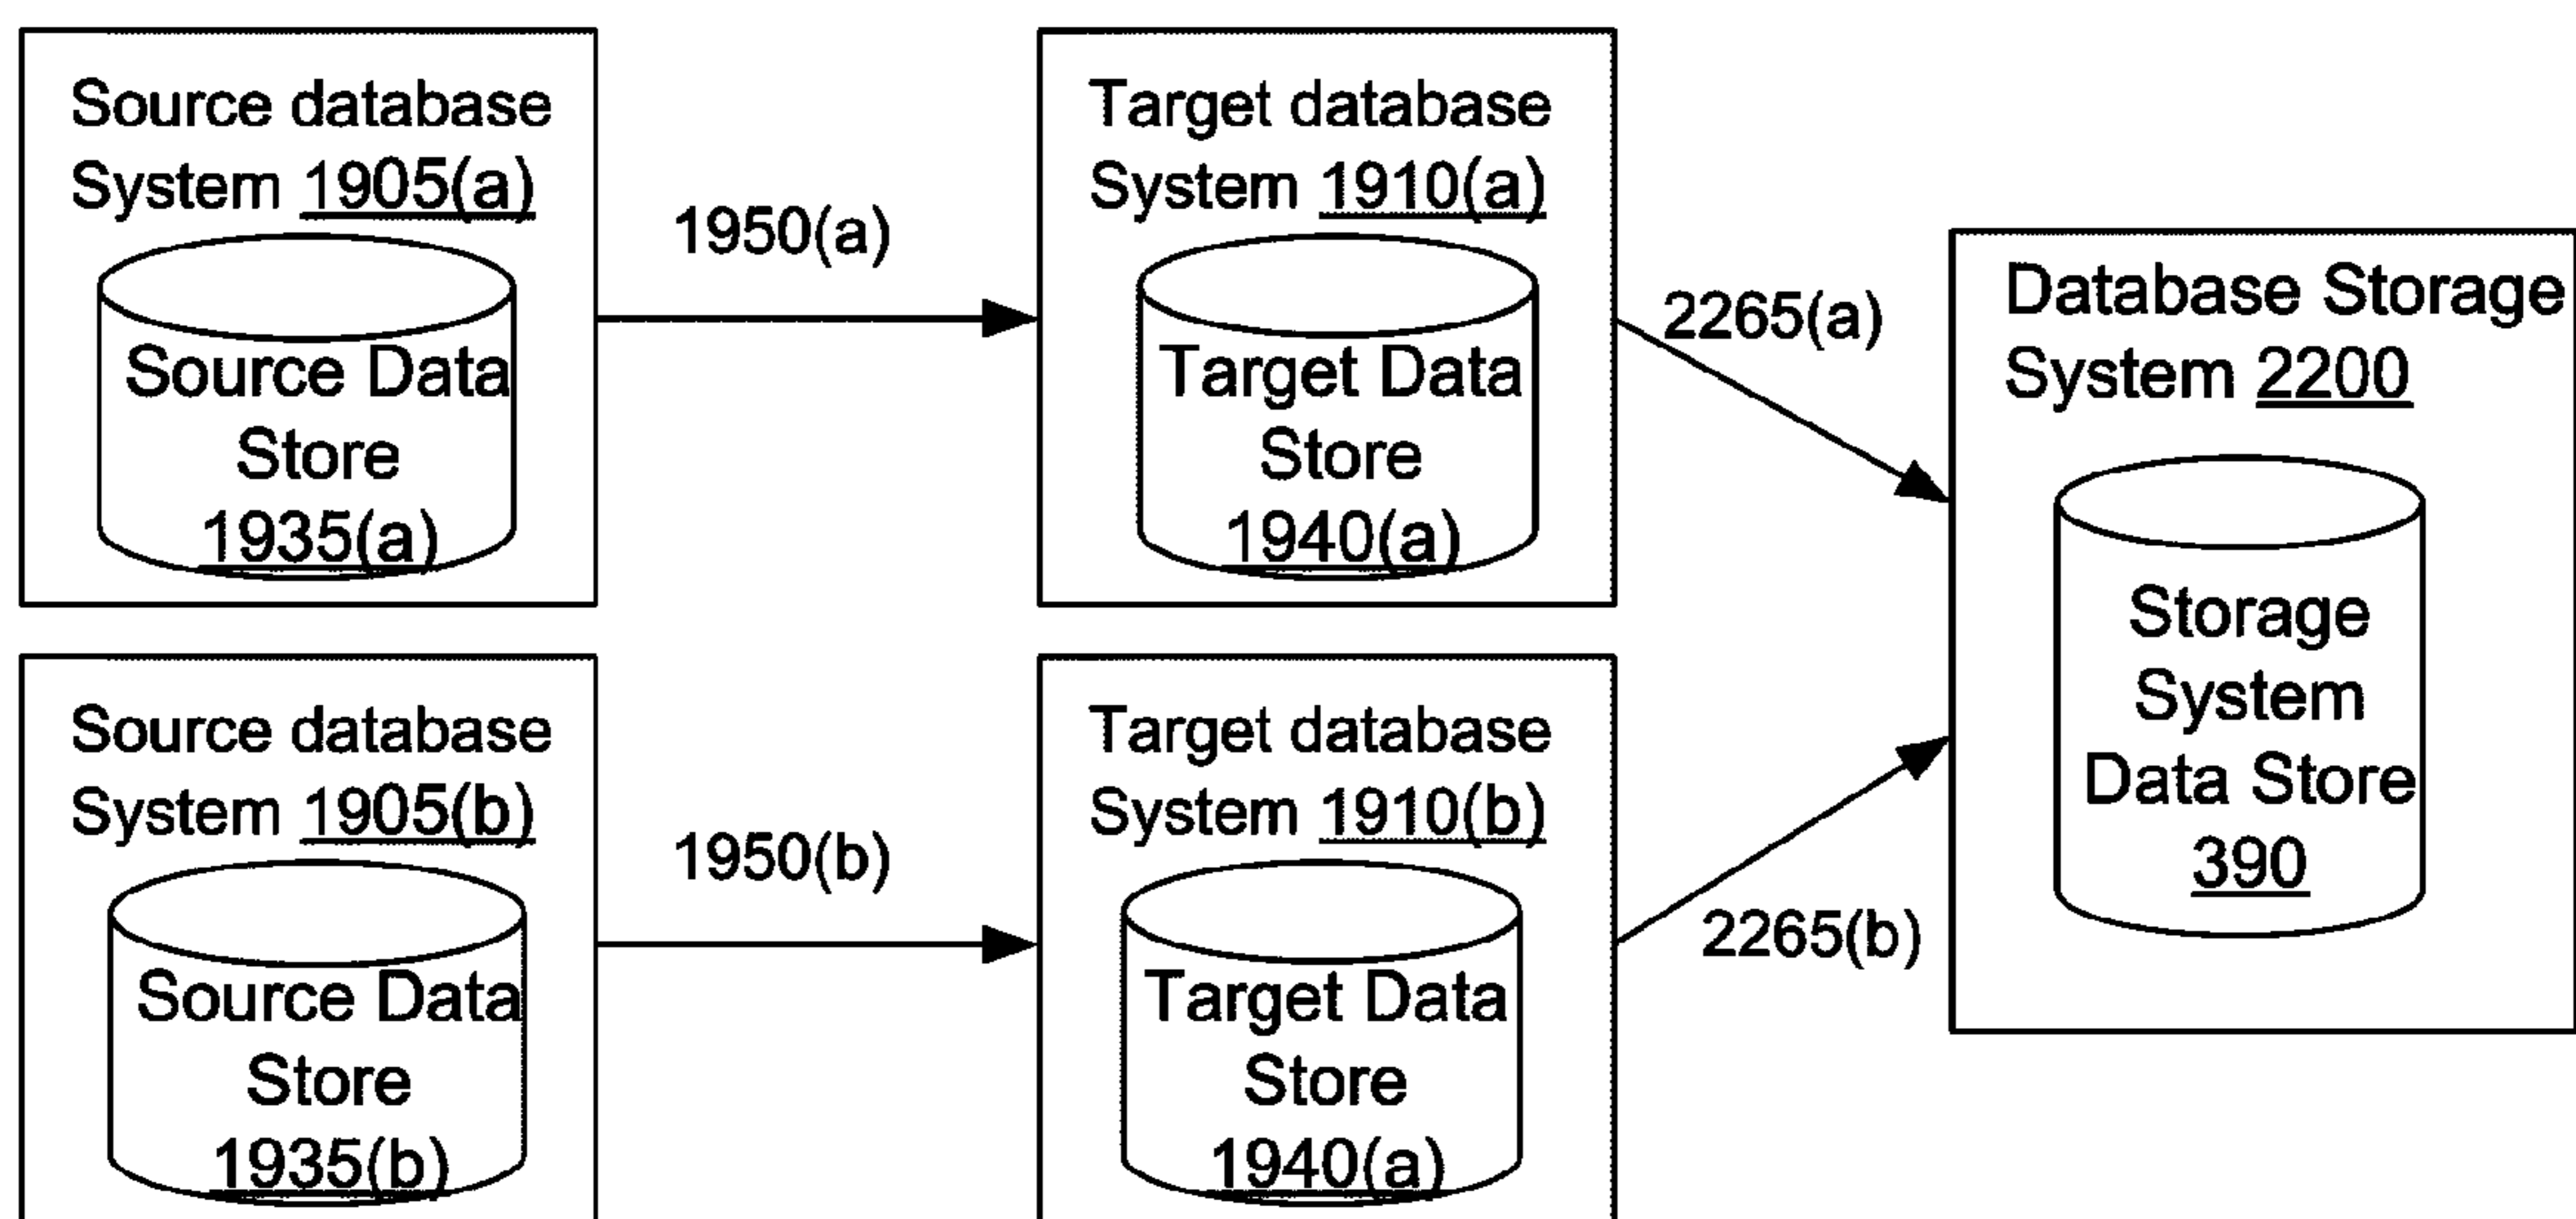 Source database
System 1905(a)
Source Data
Store
1935(a)
1950(a)
Target database
System 1910(a)
Target Data
Store
1940(a)
2265(a)
Database Storage
System 2200
Storage
System
Data Store
390
Source database
System 1905(b)
Source Data
Store
1935(b)
1950(b)
Target database
System 1910(b)
Target Data
Store
1940(a)
2265(b)